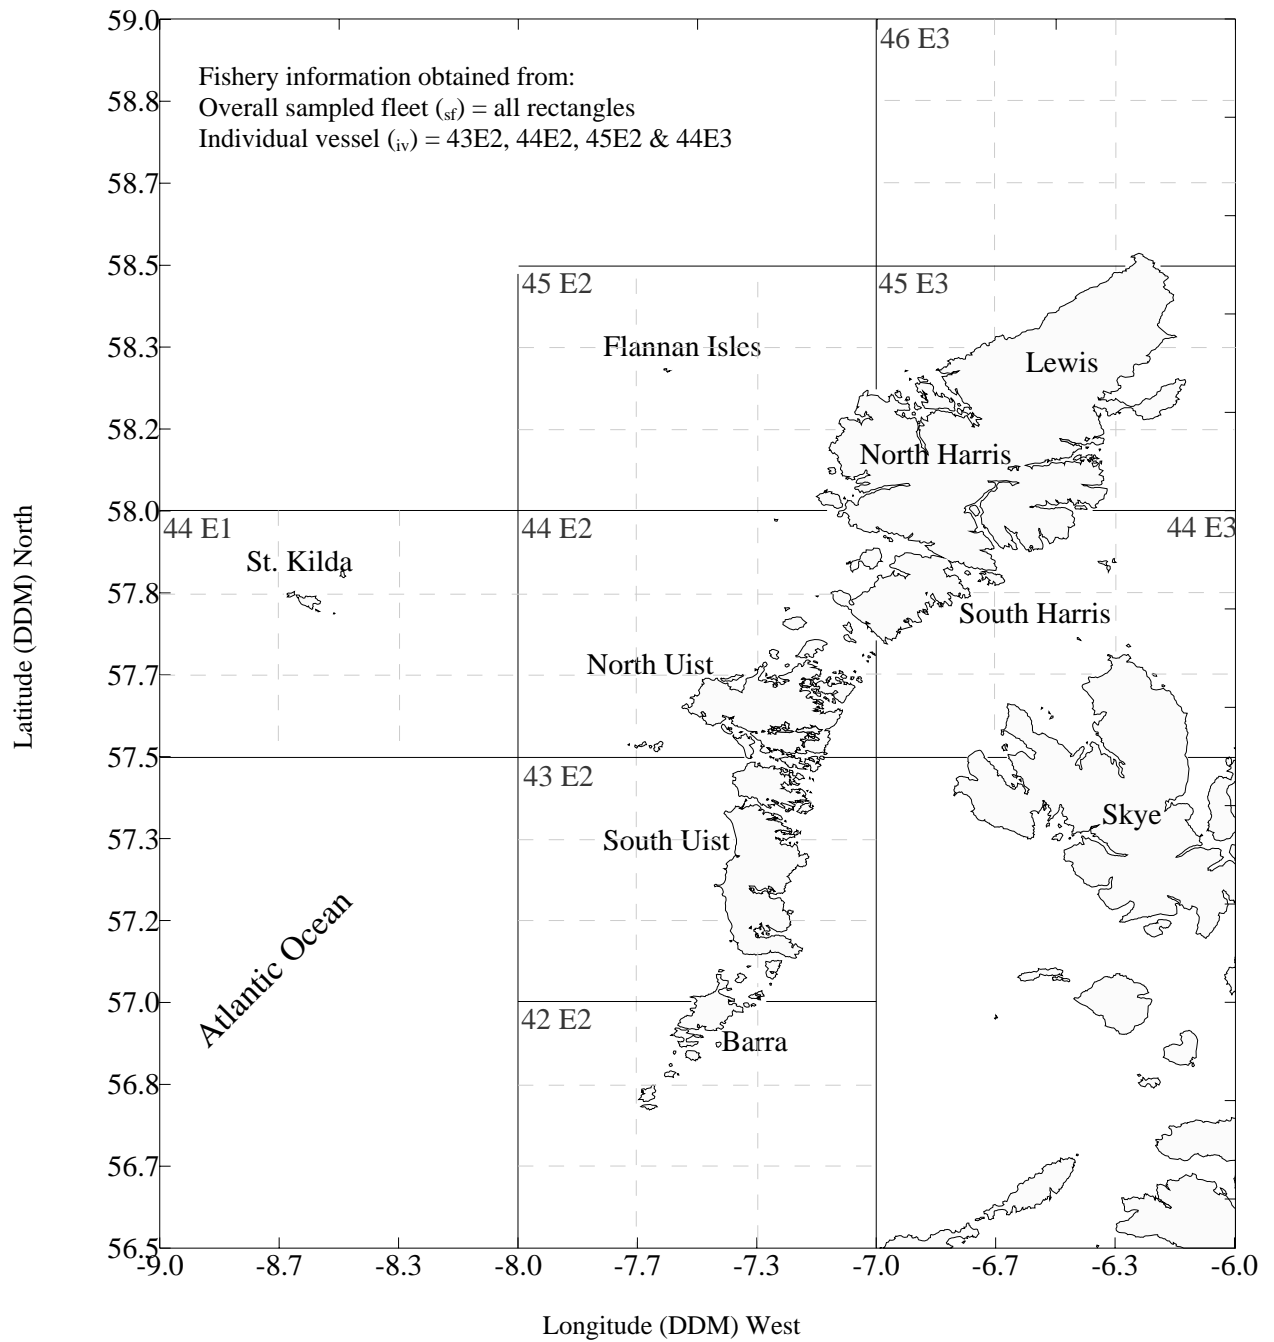 59.0
46 E3
Fishery information obtained from:
Overall sampled fleet (sf) = all rectangles
Individual vessel (iv) = 43E2, 44E2, 45E2 & 44E3
58.8
58.7
58.5
45 E2
45 E3
58.3
Flannan Isles
Lewis
58.2
North Harris
58.0
44 E1
44 E2
44 E3
St. Kilda
57.8
South Harris
57.7
North Uist
57.5
43 E2
Skye
57.3
South Uist
57.2
Atlantic Ocean
57.0
42 E2
Barra
56.8
56.7
56.5
Latitude (DDM) North
-9.0 -8.7 -8.3 -8.0 -7.7 -7.3 -7.0 -6.7 -6.3 -6.0
Longitude (DDM) West